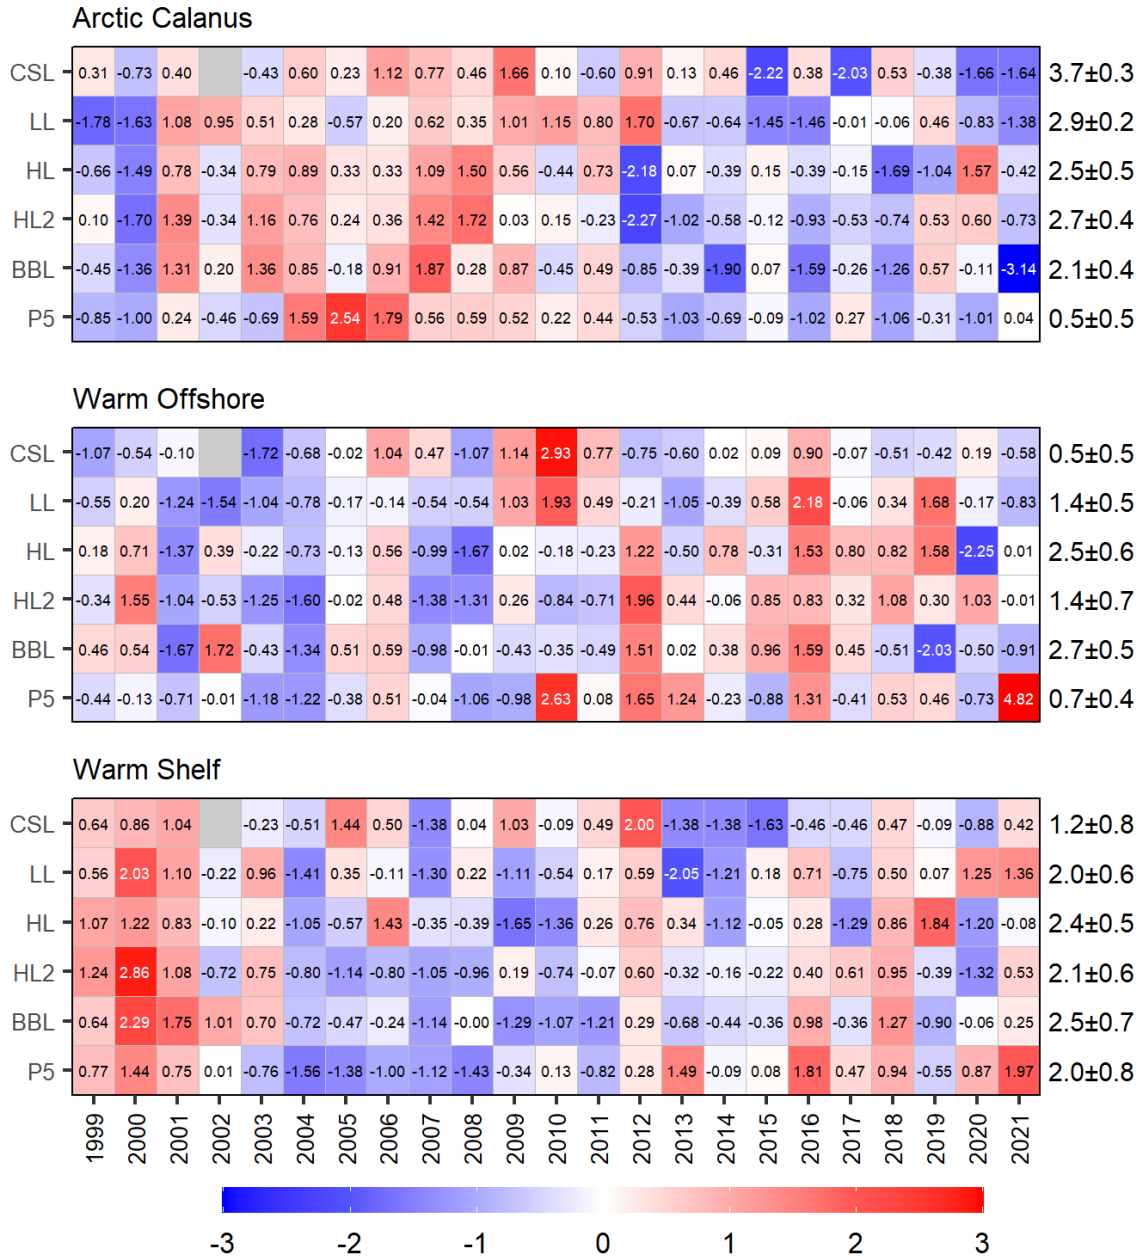 Arctic Calanus
CSL 0.31 -0.73 0.40 -0.43 0.60 0.23 1.12 0.77 0.46 1.66 0.10 -0.60 0.91 0.13 0.46 -2.22 0.38 -2.03 0.53 -0.38 -1.66 -1.64 3.7±0.3
LL -1.78 -1.63 1.08 0.95 0.51 0.28 -0.57 0.20 0.62 0.35 1.01 1.15 0.80 1.70 -0.67 -0.64 -1.45 -1.46 -0.01 -0.06 0.46 -0.83 -1.38 2.9±0.2
HL -0.66 -1.49 0.78 -0.34 0.79 0.89 0.33 0.33 1.09 1.50 0.56 -0.44 0.73 -2.18 0.07 -0.39 0.15 -0.39 -0.15 -1.69 -1.04 1.57 -0.42 2.5±0.5
HL2 0.10 -1.70 1.39 -0.34 1.16 0.76 0.24 0.36 1.42 1.72 0.03 0.15 -0.23 -2.27 -1.02 -0.58 -0.12 -0.93 -0.53 -0.74 0.53 0.60 -0.73 2.7±0.4
BBL -0.45 -1.36 1.31 0.20 1.36 0.85 -0.18 0.91 1.87 0.28 0.87 -0.45 0.49 -0.85 -0.39 -1.90 0.07 -1.59 -0.26 -1.26 0.57 -0.11 -3.14 2.1±0.4
P5 -0.85 -1.00 0.24 -0.46 -0.69 1.59 2.54 1.79 0.56 0.59 0.52 0.22 0.44 -0.53 -1.03 -0.69 -0.09 -1.02 0.27 -1.06 -0.31 -1.01 0.04 0.5±0.5
Warm Offshore
CSL -1.07 -0.54 -0.10 -1.72 -0.68 -0.02 1.04 0.47 -1.07 1.14 2.93 0.77 -0.75 -0.60 0.02 0.09 0.90 -0.07 -0.51 -0.42 0.19 -0.58 0.5±0.5
LL -0.55 0.20 -1.24 -1.54 -1.04 -0.78 -0.17 -0.14 -0.54 -0.54 1.03 1.93 0.49 -0.21 -1.05 -0.39 0.58 2.18 -0.06 0.34 1.68 -0.17 -0.83 1.4±0.5
HL 0.18 0.71 -1.37 0.39 -0.22 -0.73 -0.13 0.56 -0.99 -1.67 0.02 -0.18 -0.23 1.22 -0.50 0.78 -0.31 1.53 0.80 0.82 1.58 -2.25 0.01 2.5±0.6
HL2 -0.34 1.55 -1.04 -0.53 -1.25 -1.60 -0.02 0.48 -1.38 -1.31 0.26 -0.84 -0.71 1.96 0.44 -0.06 0.85 0.83 0.32 1.08 0.30 1.03 -0.01 1.4±0.7
BBL 0.46 0.54 -1.67 1.72 -0.43 -1.34 0.51 0.59 -0.98 -0.01 -0.43 -0.35 -0.49 1.51 0.02 0.38 0.96 1.59 0.45 -0.51 -2.03 -0.50 -0.91 2.7±0.5
P5 -0.44 -0.13 -0.71 -0.01 -1.18 -1.22 -0.38 0.51 -0.04 -1.06 -0.98 2.63 0.08 1.65 1.24 -0.23 -0.88 1.31 -0.41 0.53 0.46 -0.73 4.82 0.7±0.4
Warm Shelf
CSL 0.64 0.86 1.04 -0.23 -0.51 1.44 0.50 -1.38 0.04 1.03 -0.09 0.49 2.00 -1.38 -1.38 -1.63 -0.46 -0.46 0.47 -0.09 -0.88 0.42 1.2±0.8
LL 0.56 2.03 1.10 -0.22 0.96 -1.41 0.35 -0.11 -1.30 0.22 -1.11 -0.54 0.17 0.59 -2.05 -1.21 0.18 0.71 -0.75 0.50 0.07 1.25 1.36 2.0±0.6
HL 1.07 1.22 0.83 -0.10 0.22 -1.05 -0.57 1.43 -0.35 -0.39 -1.65 -1.36 0.26 0.76 0.34 -1.12 -0.05 0.28 -1.29 0.86 1.84 -1.20 -0.08 2.4±0.5
HL2 1.24 2.86 1.08 -0.72 0.75 -0.80 -1.14 -0.80 -1.05 -0.96 0.19 -0.74 -0.07 0.60 -0.32 -0.16 -0.22 0.40 0.61 0.95 -0.39 -1.32 0.53 2.1±0.6
BBL 0.64 2.29 1.75 1.01 0.70 -0.72 -0.47 -0.24 -1.14 -0.00 -1.29 -1.07 -1.21 0.29 -0.68 -0.44 -0.36 0.98 -0.36 1.27 -0.90 -0.06 0.25 2.5±0.7
P5 0.77 1.44 0.75 0.01 -0.76 -1.56 -1.38 -1.00 -1.12 -1.43 -0.34 0.13 -0.82 0.28 1.49 -0.09 0.08 1.81 0.47 0.94 -0.55 0.87 1.97 2.0±0.8
1999 2000 2001 2002 2003 2004 2005 2006 2007 2008 2009 2010 2011 2012 2013 2014 2015 2016 2017 2018 2019 2020 2021
-3 -2 -1 0 1 2 3